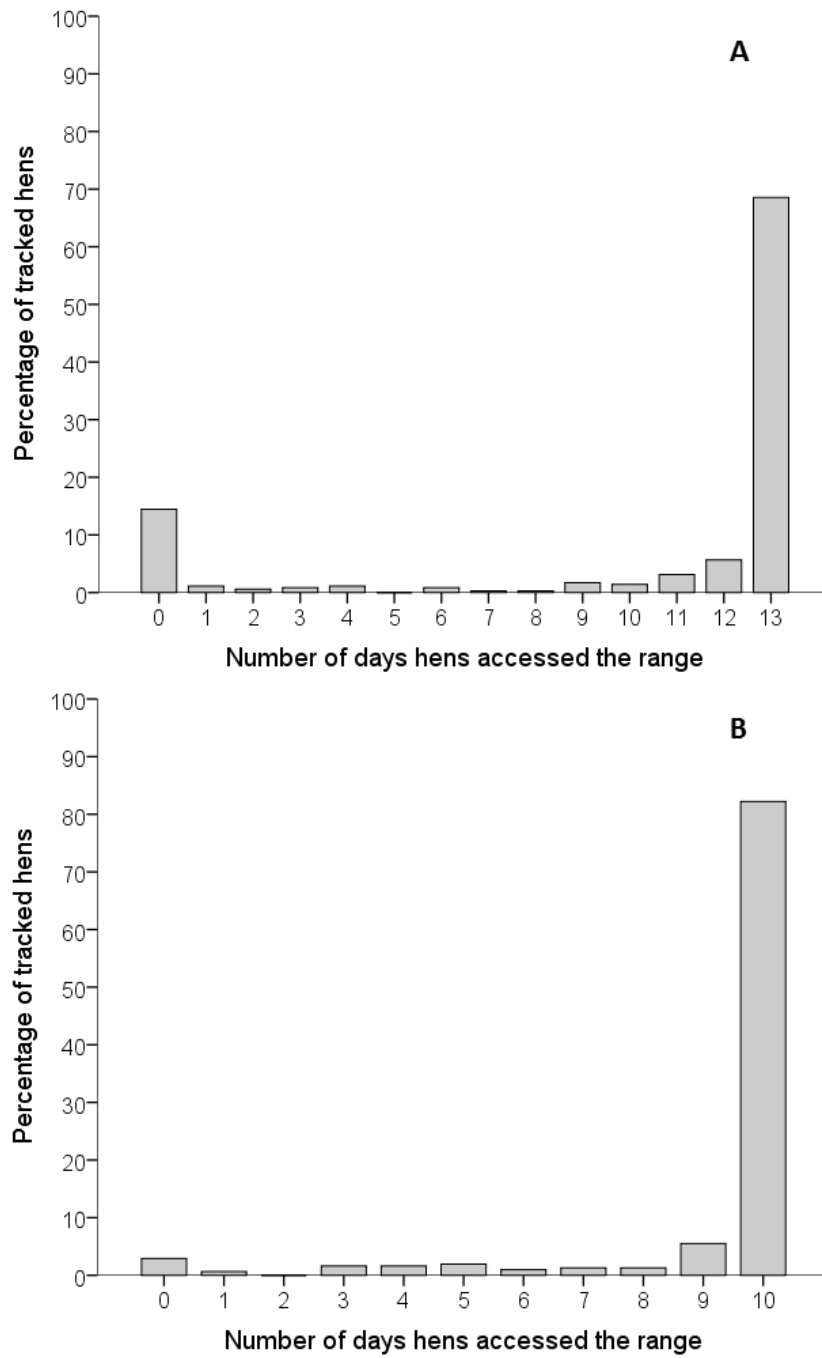 A
Percentage of tracked hens
100
90
80
70
60
50
40
30
20
10
0
0 1 2 3 4 5 6 7 8 9 10 11 12 13
Number of days hens accessed the range
B
Percentage of tracked hens
100
90
80
70
60
50
40
30
20
10
0
0 1 2 3 4 5 6 7 8 9 10
Number of days hens accessed the range